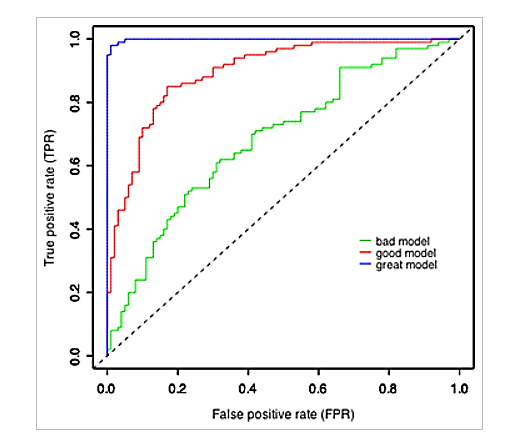 1.0
0.8
0.6
0.4
0.2
0.0
True positive rate (TPR)
bad model
good model
great model
0.0 0.2 0.4 0.6 0.8 1.0
False positive rate (FPR)